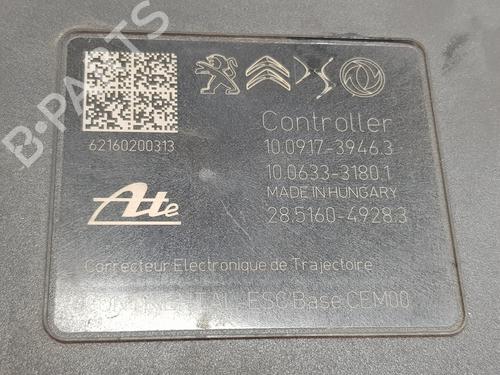 Controller
10.0917-3946.3
62160200313
10.0633-3180.1
MADE IN HUNGARY
Ate
28.5160-4928.3
Correcteur Electronique de Trajectoire
CONTINENTAL ESC Base CEM00
B-PARTS